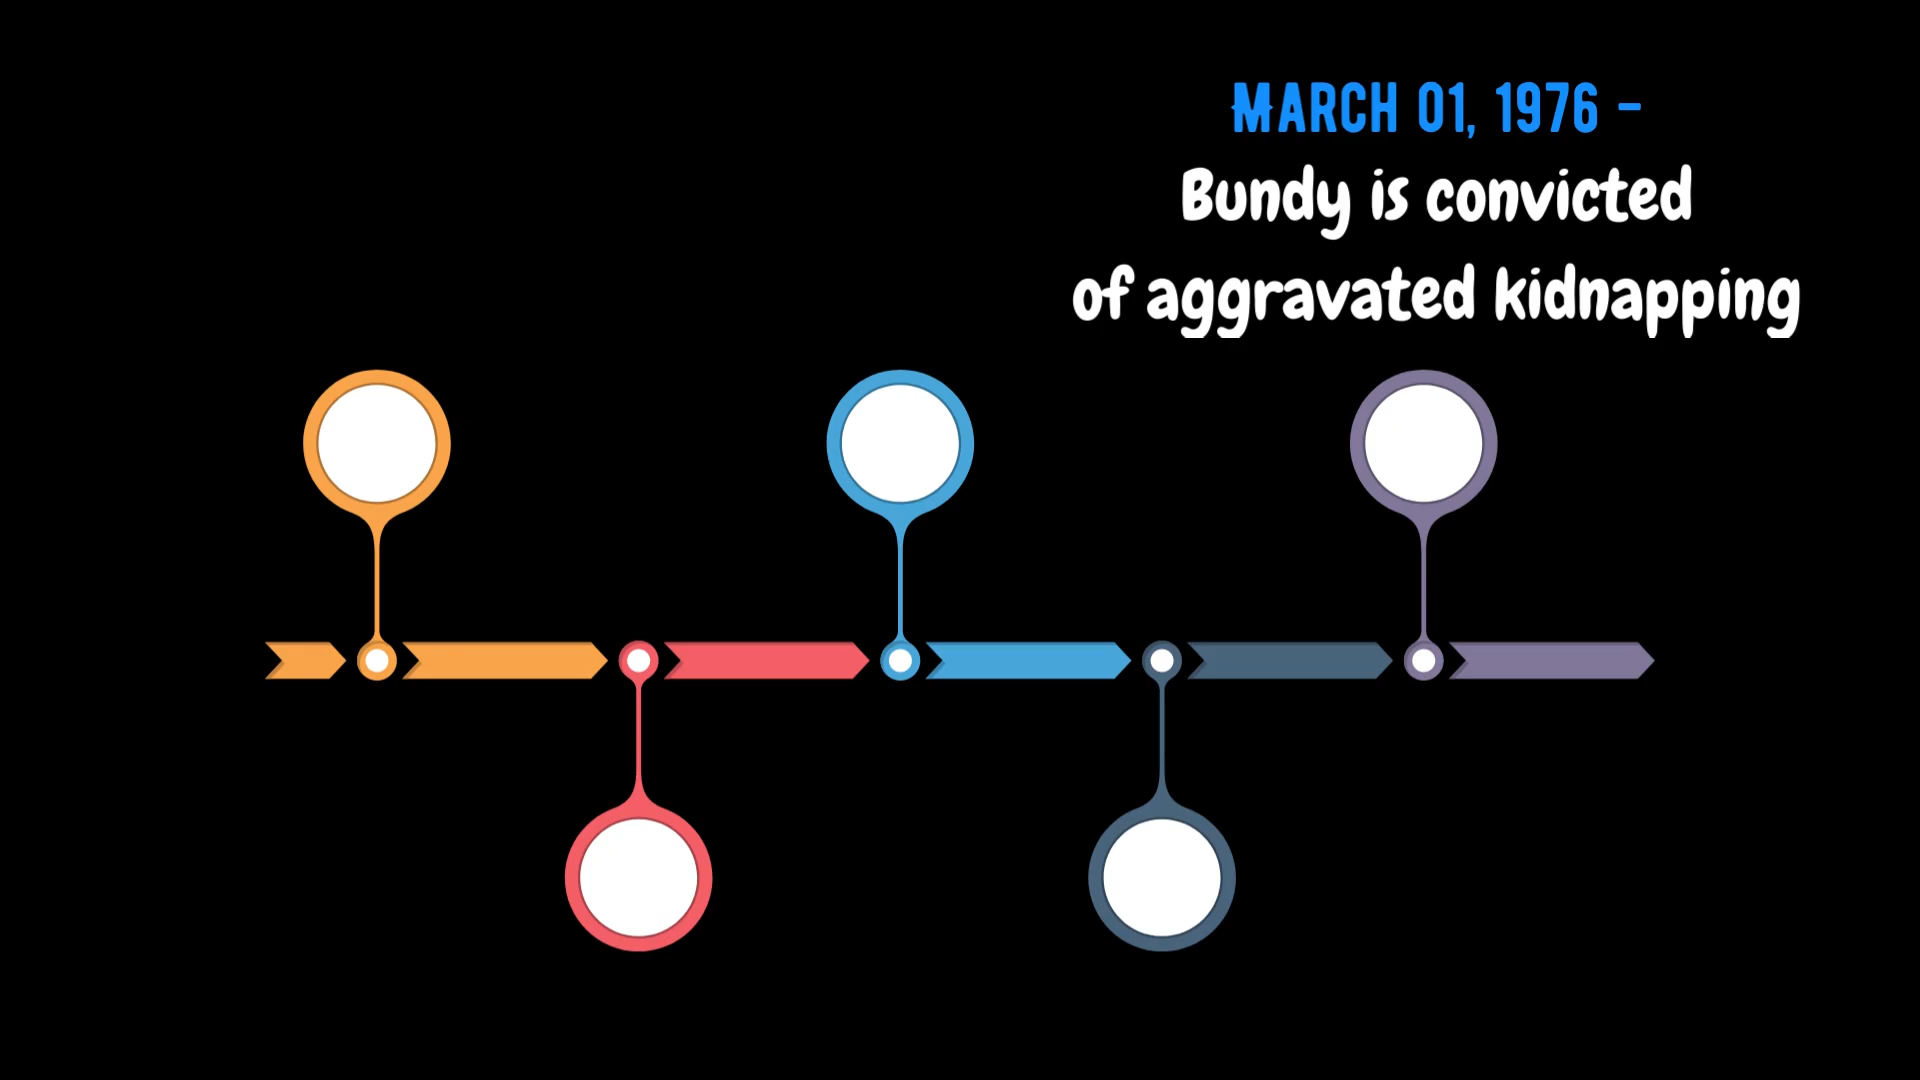 MARCH 01, 1976 -
Bundy is convicted
of aggravated kidnapping